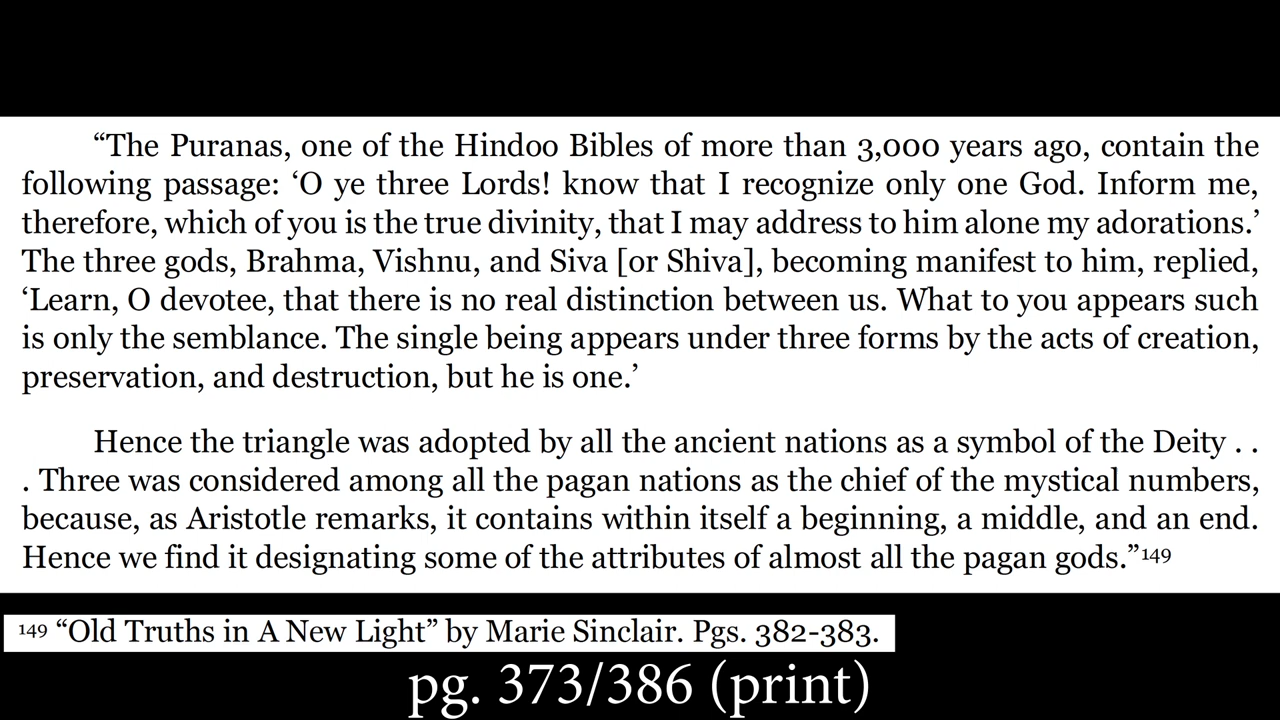 “The Puranas, one of the Hindoo Bibles of more than 3,000 years ago, contain the
following passage: ‘O ye three Lords! know that I recognize only one God. Inform me,
therefore, which of you is the true divinity, that I may address to him alone my adorations.’
The three gods, Brahma, Vishnu, and Siva [or Shiva], becoming manifest to him, replied,
‘Learn, O devotee, that there is no real distinction between us. What to you appears such
is only the semblance. The single being appears under three forms by the acts of creation,
preservation, and destruction, but he is one.’
Hence the triangle was adopted by all the ancient nations as a symbol of the Deity . .
. Three was considered among all the pagan nations as the chief of the mystical numbers,
because, as Aristotle remarks, it contains within itself a beginning, a middle, and an end.
Hence we find it designating some of the attributes of almost all the pagan gods.”149
149 “Old Truths in A New Light” by Marie Sinclair. Pgs. 382-383.
pg. 373/386 (print)